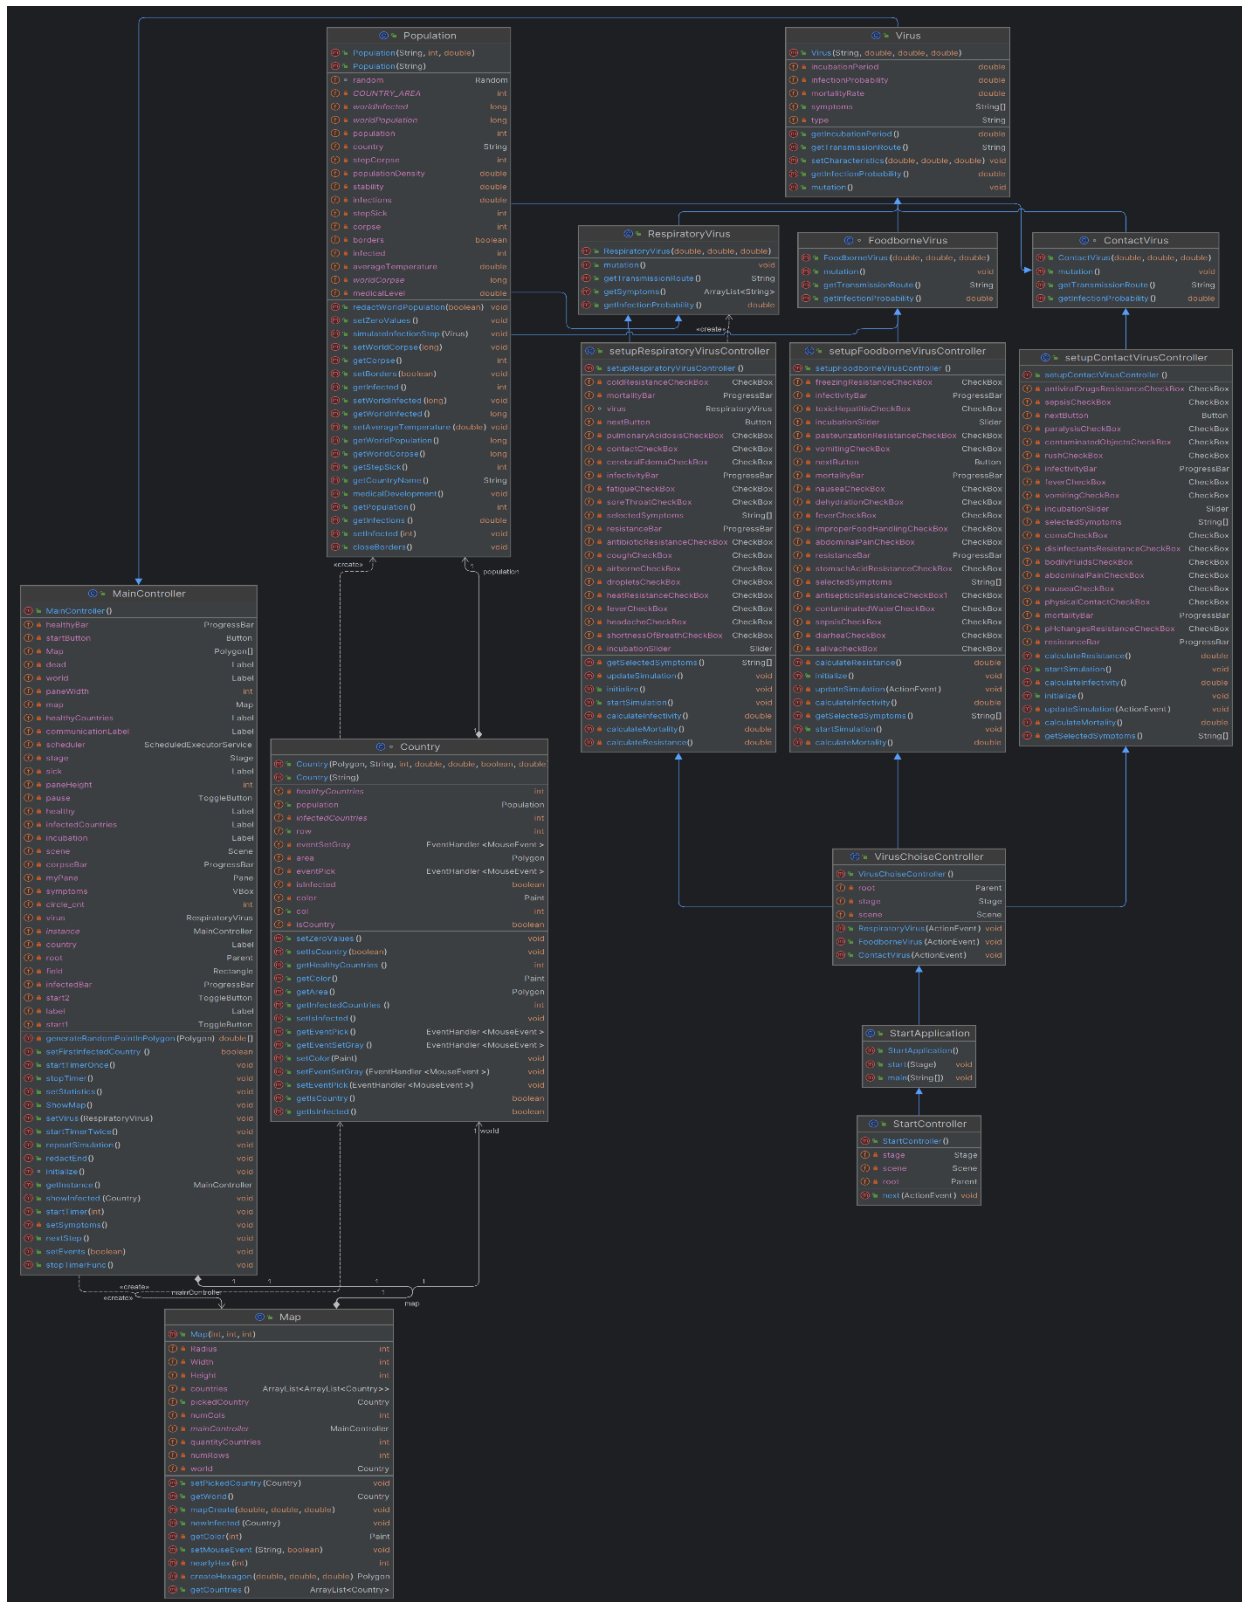 Population
Population(String, int, double)
Population(String)
random Random
COUNTRY_AREA int
worldInfected long
worldPopulation long
population int
country String
stepCorpse int
populationDensity double
stability double
infections double
stepSick int
corpse int
borders boolean
infected int
averageTemperature double
worldCorpse long
medicalLevel double
redactWorldPopulation(boolean) void
setZeroValues() void
simulateInfectionStep(Virus) void
setWorldCorpse(long) void
getCorpse() int
setBorders(boolean) void
getInfected() int
setWorldInfected(long) void
getWorldInfected() long
setAverageTemperature(double) void
getWorldPopulation() long
getWorldCorpse() long
getStepSick() int
getCountryName() String
medicalDevelopment() void
getPopulation() int
getInfections() double
setInfected(int) void
closeBorders() void
Virus
Virus(String, double, double, double)
incubationPeriod double
infectionProbability double
mortalityRate double
symptoms String[]
type String
getIncubationPeriod() double
getTransmissionRoute() String
setCharacteristics(double, double, double) void
getInfectionProbability() double
mutation() void
RespiratoryVirus
RespiratoryVirus(double, double, double)
mutation() void
getTransmissionRoute() String
getSymptoms() ArrayList<String>
getInfectionProbability() double
FoodborneVirus
FoodborneVirus(double, double, double)
mutation() void
getTransmissionRoute() String
getInfectionProbability() double
ContactVirus
ContactVirus(double, double, double)
mutation() void
getTransmissionRoute() String
getInfectionProbability() double
«create»
setupRespiratoryVirusController
setupRespiratoryVirusController()
coldResistanceCheckBox CheckBox
mortalityBar ProgressBar
virus RespiratoryVirus
nextButton Button
pulmonaryAcidosisCheckBox CheckBox
contactCheckBox CheckBox
cerebralEdemaCheckBox CheckBox
infectivityBar ProgressBar
fatigueCheckBox CheckBox
soreThroatCheckBox CheckBox
selectedSymptoms String[]
resistanceBar ProgressBar
antibioticResistanceCheckBox CheckBox
coughCheckBox CheckBox
airborneCheckBox CheckBox
dropletsCheckBox CheckBox
heatResistanceCheckBox CheckBox
feverCheckBox CheckBox
headacheCheckBox CheckBox
shortnessOfBreathCheckBox CheckBox
incubationSlider Slider
getSelectedSymptoms() String[]
updateSimulation() void
initialize() void
startSimulation() void
calculateInfectivity() double
calculateMortality() double
calculateResistance() double
setupFoodborneVirusController
setupFoodborneVirusController()
freezingResistanceCheckBox CheckBox
infectivityBar ProgressBar
toxicHepatitisCheckBox CheckBox
incubationSlider Slider
pasteurizationResistanceCheckBox CheckBox
vomitingCheckBox CheckBox
nextButton Button
mortalityBar ProgressBar
nauseaCheckBox CheckBox
dehydrationCheckBox CheckBox
feverCheckBox CheckBox
improperFoodHandlingCheckBox CheckBox
abdominalPainCheckBox CheckBox
resistanceBar ProgressBar
stomachAcidResistanceCheckBox CheckBox
selectedSymptoms String[]
antisepticsResistanceCheckBox1 CheckBox
contaminatedWaterCheckBox CheckBox
sepsisCheckBox CheckBox
diarheaCheckBox CheckBox
salivacheckBox CheckBox
calculateResistance() double
initialize() void
updateSimulation(ActionEvent) void
calculateInfectivity() double
getSelectedSymptoms() String[]
startSimulation() void
calculateMortality() double
setupContactVirusController
setupContactVirusController()
antiviralDrugsResistanceCheckBox CheckBox
sepsisCheckBox CheckBox
nextButton Button
paralysisCheckBox CheckBox
contaminatedObjectsCheckBox CheckBox
rushCheckBox CheckBox
infectivityBar ProgressBar
feverCheckBox CheckBox
vomitingCheckBox CheckBox
incubationSlider Slider
selectedSymptoms String[]
comaCheckBox CheckBox
disinfectantsResistanceCheckBox CheckBox
bodilyFluidsCheckBox CheckBox
abdominalPainCheckBox CheckBox
nauseaCheckBox CheckBox
physicalContactCheckBox CheckBox
mortalityBar ProgressBar
pHchangesResistanceCheckBox CheckBox
resistanceBar ProgressBar
calculateResistance() double
startSimulation() void
calculateInfectivity() double
initialize() void
updateSimulation(ActionEvent) void
calculateMortality() double
getSelectedSymptoms() String[]
«create»
1
population
MainController
MainController()
healthyBar ProgressBar
startButton Button
Map Polygon[]
dead Label
world Label
paneWidth int
map Map
healthyCountries Label
communicationLabel Label
scheduler ScheduledExecutorService
stage Stage
sick Label
paneHeight int
pause ToggleButton
healthy Label
infectedCountries Label
incubation Label
scene Scene
corpseBar ProgressBar
myPane Pane
symptoms VBox
circle_cnt int
virus RespiratoryVirus
instance MainController
country Label
root Parent
field Rectangle
infectedBar ProgressBar
start2 ToggleButton
label Label
start1 ToggleButton
generateRandomPointInPolygon(Polygon) double[]
setFirstInfectedCountry() boolean
startTimerOnce() void
stopTimer() void
setStatistics() void
ShowMap() void
setVirus(RespiratoryVirus) void
startTimerTwice() void
repeatSimulation() void
redactEnd() void
initialize() void
getInstance() MainController
showInfected(Country) void
startTimer(int) void
setSymptoms() void
nextStep() void
setEvents(boolean) void
stopTimerFunc() void
1
Country
Country(Polygon, String, int, double, double, boolean, double)
Country(String)
healthyCountries int
population Population
infectedCountries int
row int
eventSetGray EventHandler<MouseEvent>
area Polygon
eventPick EventHandler<MouseEvent>
isInfected boolean
color Paint
col int
isCountry boolean
setZeroValues() void
setIsCountry(boolean) void
getHealthyCountries() int
getColor() Paint
getArea() Polygon
getInfectedCountries() int
setIsInfected() void
getEventPick() EventHandler<MouseEvent>
getEventSetGray() EventHandler<MouseEvent>
setColor(Paint) void
setEventSetGray(EventHandler<MouseEvent>) void
setEventPick(EventHandler<MouseEvent>) void
getIsCountry() boolean
getIsInfected() boolean
VirusChoiseController
VirusChoiseController()
root Parent
stage Stage
scene Scene
RespiratoryVirus(ActionEvent) void
FoodborneVirus(ActionEvent) void
ContactVirus(ActionEvent) void
StartApplication
StartApplication()
start(Stage) void
main(String[]) void
StartController
StartController()
stage Stage
scene Scene
root Parent
next(ActionEvent) void
1 world
1 1 1 1
«create» mainController 1
«create» map
Map
Map(int, int, int)
Radius int
Width int
Height int
countries ArrayList<ArrayList<Country>>
pickedCountry Country
numCols int
mainController MainController
quantityCountries int
numRows int
world Country
setPickedCountry(Country) void
getWorld() Country
mapCreate(double, double, double) void
newInfected(Country) void
getColor(int) Paint
setMouseEvent(String, boolean) void
nearlyHex(int) int
createHexagon(double, double, double) Polygon
getCountries() ArrayList<Country>